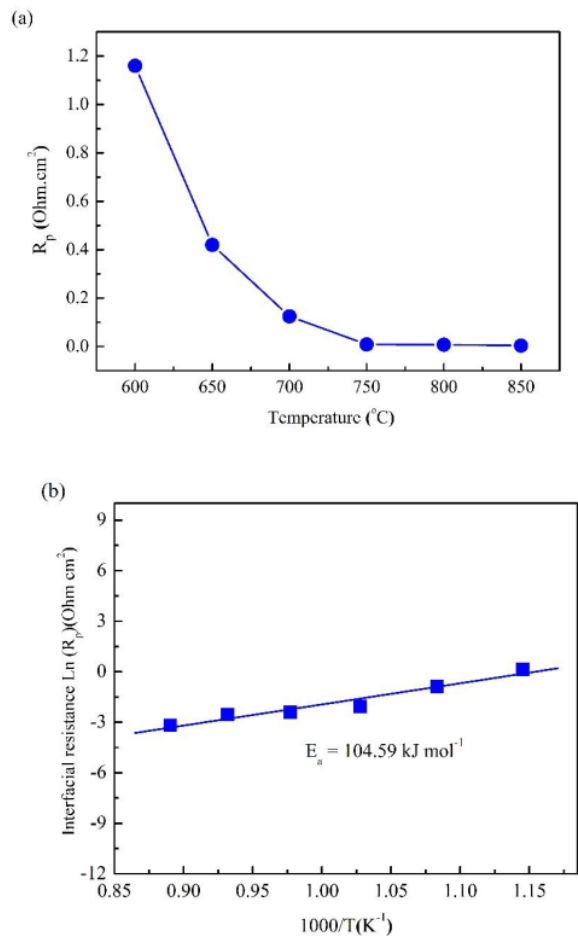 (a)
1.2
1.0
0.8
0.6
0.4
0.2
0.0
R_p (Ohm.cm²)
600 650 700 750 800 850
Temperature (°C)
(b)
9
6
3
0
-3
-6
-9
-12
Interfacial resistance Ln (R_p)(Ohm cm²)
E_a = 104.59 kJ mol⁻¹
0.85 0.90 0.95 1.00 1.05 1.10 1.15
1000/T(K⁻¹)